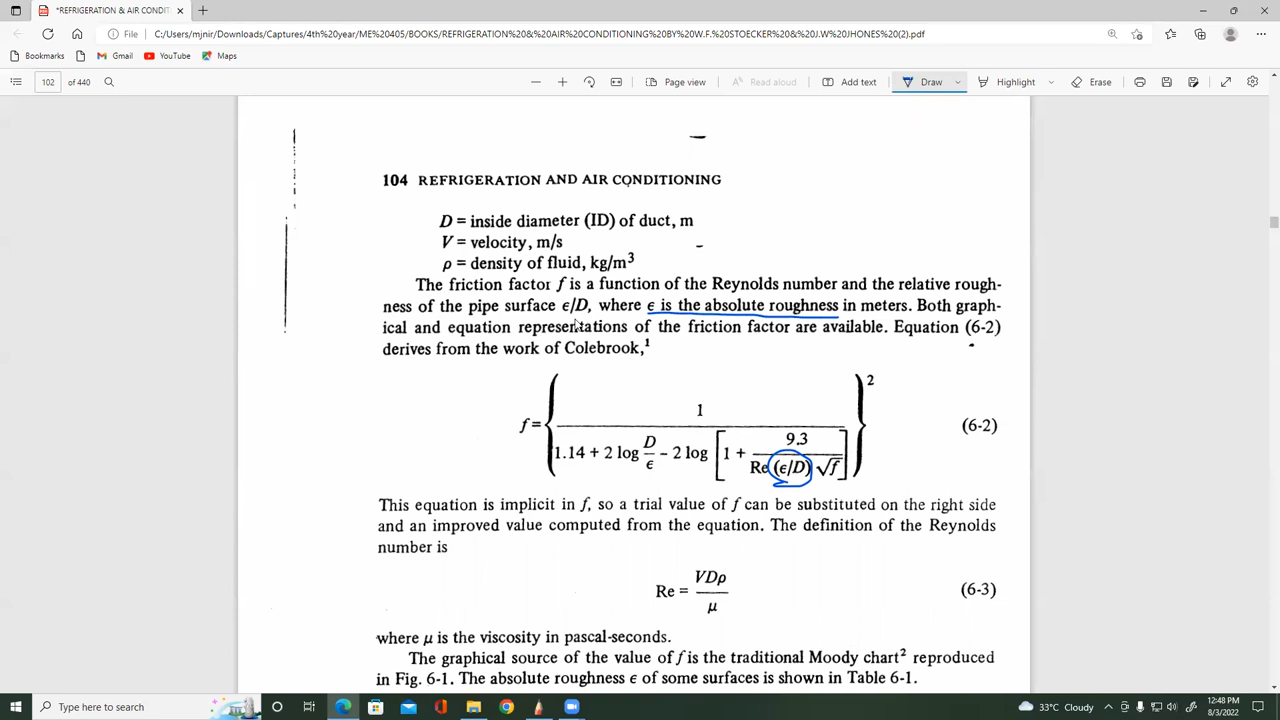 *REFRIGERATION & AIR CONDIT
File C:/Users/mjnir/Downloads/Captures/4th%20year/ME%20405/BOOKS/REFRIGERATION%20&%20AIR%20CONDITIONING%20BY%20W.F.%20STOECKER%20&%20J.W%20JHONES%20(2).pdf
Bookmarks Gmail YouTube Maps
102 of 440 Page view Read aloud Add text Draw Highlight Erase
104 REFRIGERATION AND AIR CONDITIONING
D = inside diameter (ID) of duct, m
V = velocity, m/s
ρ = density of fluid, kg/m³
The friction factor f is a function of the Reynolds number and the relative rough-
ness of the pipe surface ϵ/D, where ϵ is the absolute roughness in meters. Both graph-
ical and equation representations of the friction factor are available. Equation (6-2)
derives from the work of Colebrook,¹
f = { 1 / (1.14 + 2 log D/ϵ − 2 log [1 + 9.3 / (Re (ϵ/D) √f)]) }² (6-2)
This equation is implicit in f, so a trial value of f can be substituted on the right side
and an improved value computed from the equation. The definition of the Reynolds
number is
Re = VDρ / μ (6-3)
where μ is the viscosity in pascal-seconds.
The graphical source of the value of f is the traditional Moody chart² reproduced
in Fig. 6-1. The absolute roughness ϵ of some surfaces is shown in Table 6-1.
Type here to search
33°C Cloudy
12:48 PM
8/3/2022